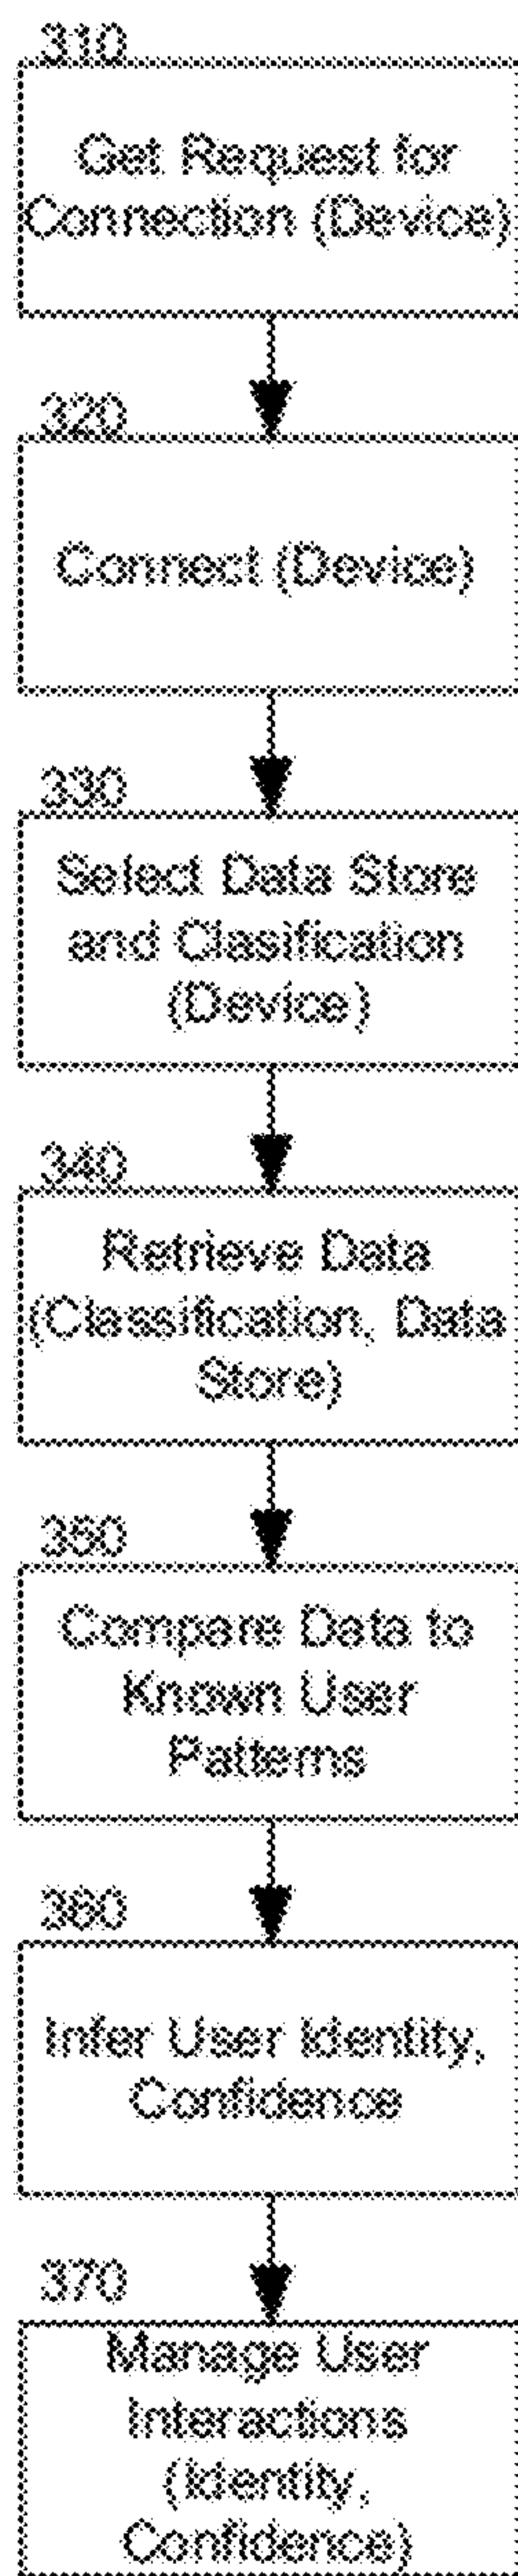 310
Get Request for
Connection (Device)
320
Connect (Device)
330
Select Data Store
and Clasification
(Device)
340
Retrieve Data
(Classification, Data
Store)
350
Compare Data to
Known User
Patterns
360
Infer User Identity,
Confidence
370
Manage User
Interactions
(Identity,
Confidence)